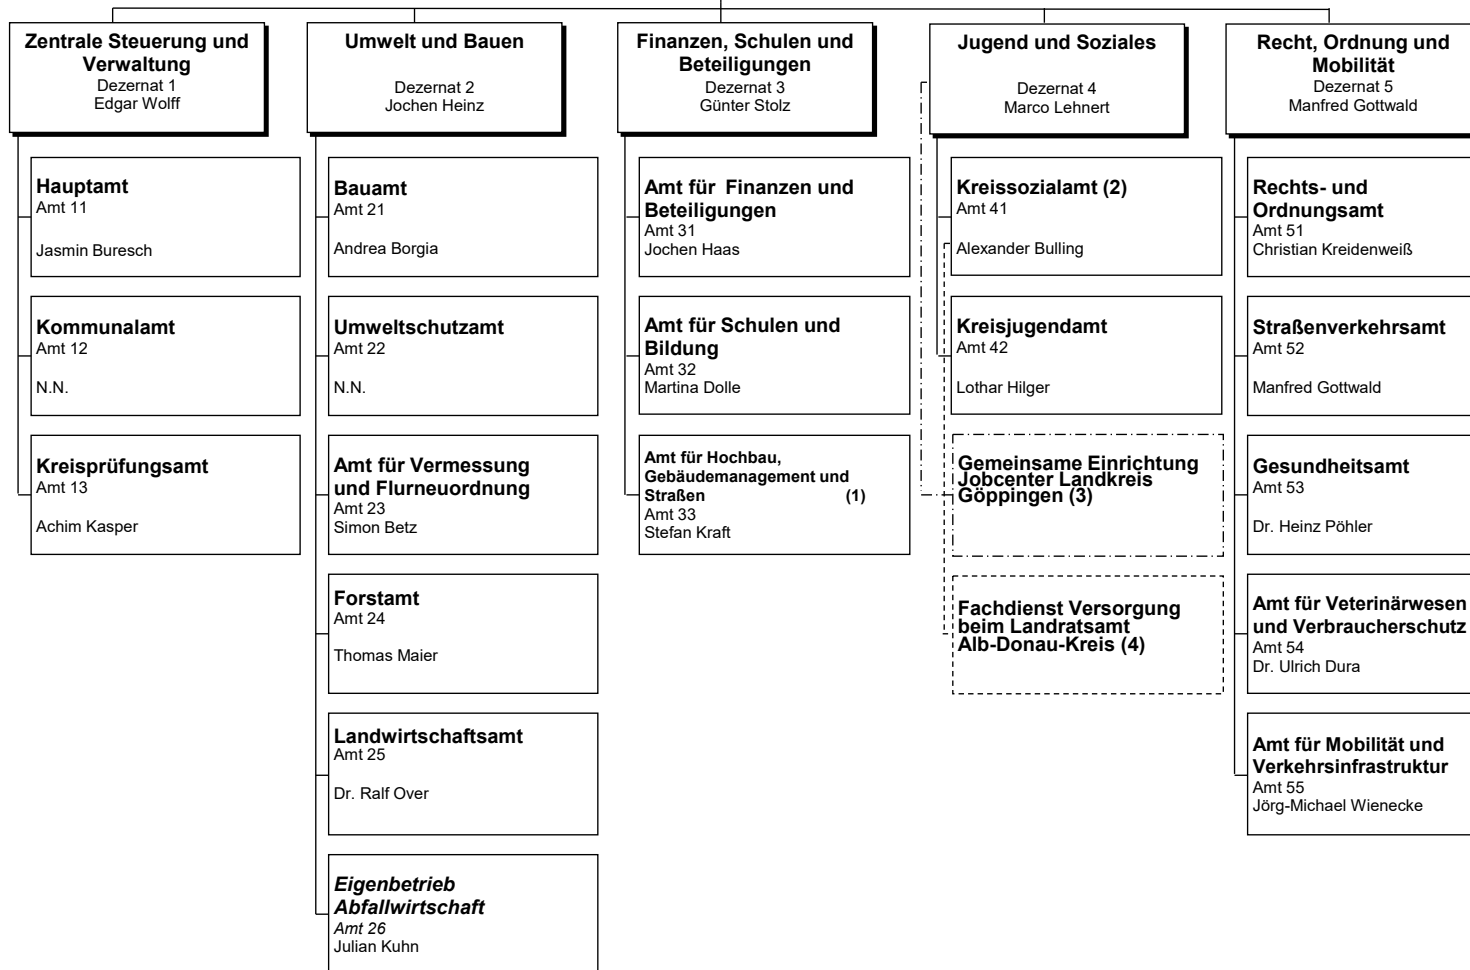 Zentrale Steuerung und
Verwaltung
Dezernat 1
Edgar Wolff
Hauptamt
Amt 11
Jasmin Buresch
Kommunalamt
Amt 12
N.N.
Kreisprüfungsamt
Amt 13
Achim Kasper
Umwelt und Bauen
Dezernat 2
Jochen Heinz
Bauamt
Amt 21
Andrea Borgia
Umweltschutzamt
Amt 22
N.N.
Amt für Vermessung
und Flurneuordnung
Amt 23
Simon Betz
Forstamt
Amt 24
Thomas Maier
Landwirtschaftsamt
Amt 25
Dr. Ralf Over
Eigenbetrieb
Abfallwirtschaft
Amt 26
Julian Kuhn
Finanzen, Schulen und
Beteiligungen
Dezernat 3
Günter Stolz
Amt für Finanzen und
Beteiligungen
Amt 31
Jochen Haas
Amt für Schulen und
Bildung
Amt 32
Martina Dolle
Amt für Hochbau,
Gebäudemanagement und
Straßen (1)
Amt 33
Stefan Kraft
Jugend und Soziales
Dezernat 4
Marco Lehnert
Kreissozialamt (2)
Amt 41
Alexander Bulling
Kreisjugendamt
Amt 42
Lothar Hilger
Gemeinsame Einrichtung
Jobcenter Landkreis
Göppingen (3)
Fachdienst Versorgung
beim Landratsamt
Alb-Donau-Kreis (4)
Recht, Ordnung und
Mobilität
Dezernat 5
Manfred Gottwald
Rechts- und
Ordnungsamt
Amt 51
Christian Kreidenweiß
Straßenverkehrsamt
Amt 52
Manfred Gottwald
Gesundheitsamt
Amt 53
Dr. Heinz Pöhler
Amt für Veterinärwesen
und Verbraucherschutz
Amt 54
Dr. Ulrich Dura
Amt für Mobilität und
Verkehrsinfrastruktur
Amt 55
Jörg-Michael Wienecke